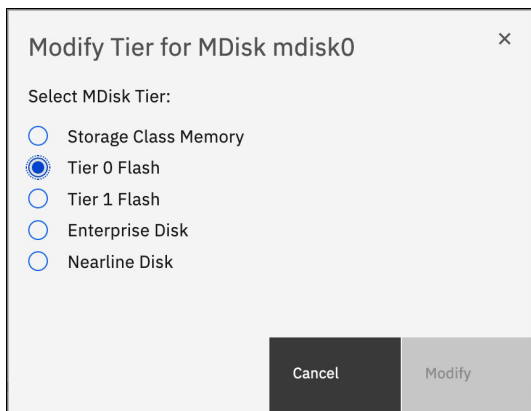 Modify Tier for MDisk mdisk0
Select MDisk Tier:
Storage Class Memory
Tier 0 Flash
Tier 1 Flash
Enterprise Disk
Nearline Disk
Cancel
Modify